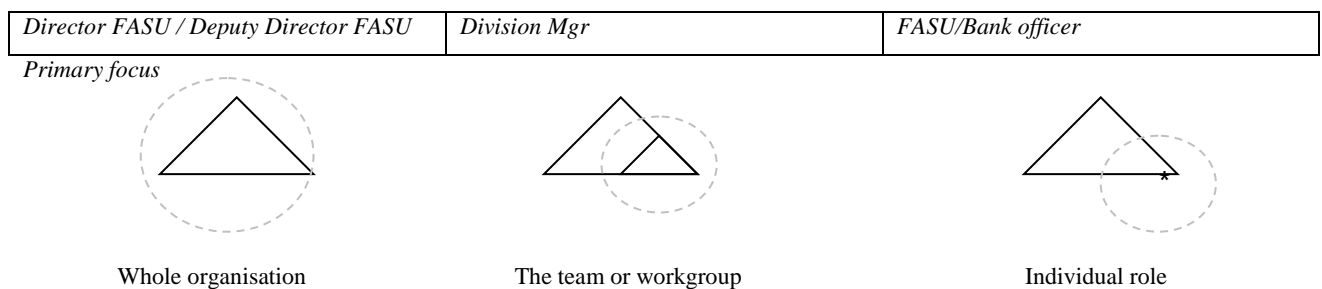 Director FASU / Deputy Director FASU Division Mgr FASU/Bank officer
Primary focus
*
Whole organisation The team or workgroup Individual role